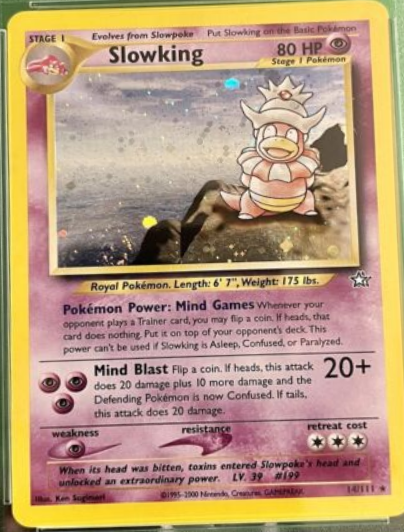 STAGE 1 Evolves from Slowpoke Put Slowking on the Basic Pokémon
Slowking 80 HP
Stage 1 Pokémon
Royal Pokémon. Length: 6' 7", Weight: 175 lbs.
Pokémon Power: Mind Games Whenever your
opponent plays a Trainer card, you may flip a coin. If heads, that
card does nothing. Put it on top of your opponent's deck. This
power can't be used if Slowking is Asleep, Confused, or Paralyzed.
Mind Blast Flip a coin. If heads, this attack 20+
does 20 damage plus 10 more damage and the
Defending Pokémon is now Confused. If tails,
this attack does 20 damage.
weakness resistance retreat cost
When its head was bitten, toxins entered Slowpoke's head and
unlocked an extraordinary power. LV. 39 #199
Illus. Ken Sugimori ©1995-2000 Nintendo, Creatures, GAMEFREAK. 14/111